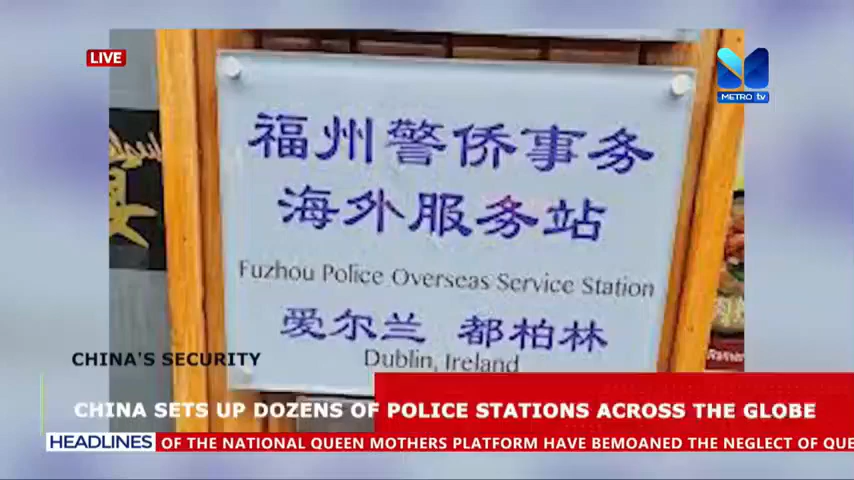 LIVE
METRO tv
福州警侨事务
海外服务站
Fuzhou Police Overseas Service Station
爱尔兰 都柏林
Dublin, Ireland
Ramen
CHINA'S SECURITY
CHINA SETS UP DOZENS OF POLICE STATIONS ACROSS THE GLOBE
HEADLINES OF THE NATIONAL QUEEN MOTHERS PLATFORM HAVE BEMOANED THE NEGLECT OF QUE